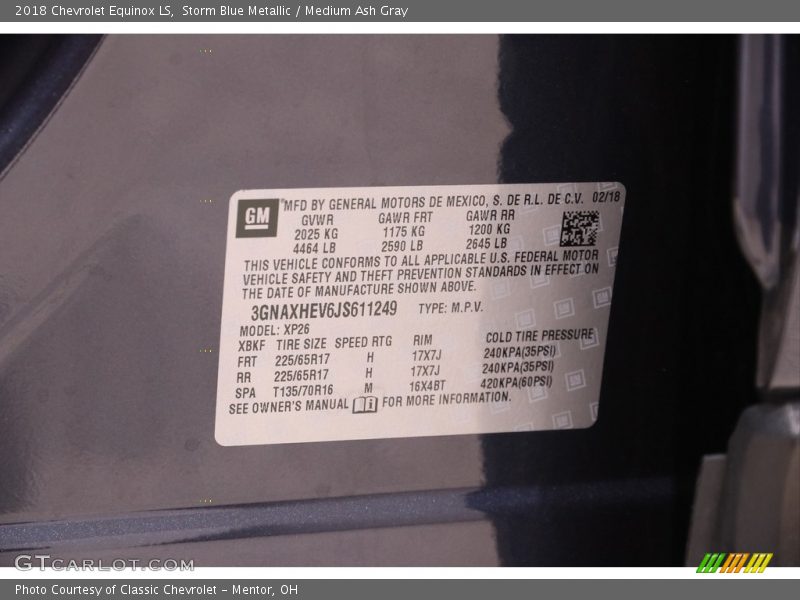 2018 Chevrolet Equinox LS, Storm Blue Metallic / Medium Ash Gray
GM
MFD BY GENERAL MOTORS DE MEXICO, S. DE R.L. DE C.V. 02/18
GVWR GAWR FRT GAWR RR
2025 KG 1175 KG 1200 KG
4464 LB 2590 LB 2645 LB
THIS VEHICLE CONFORMS TO ALL APPLICABLE U.S. FEDERAL MOTOR
VEHICLE SAFETY AND THEFT PREVENTION STANDARDS IN EFFECT ON
THE DATE OF MANUFACTURE SHOWN ABOVE.
3GNAXHEV6JS611249 TYPE: M.P.V.
MODEL: XP26
XBKF TIRE SIZE SPEED RTG RIM COLD TIRE PRESSURE
FRT 225/65R17 H 17X7J 240KPA(35PSI)
RR 225/65R17 H 17X7J 240KPA(35PSI)
SPA T135/70R16 M 16X4BT 420KPA(60PSI)
SEE OWNER'S MANUAL FOR MORE INFORMATION.
GTCARLOT.COM
Photo Courtesy of Classic Chevrolet - Mentor, OH